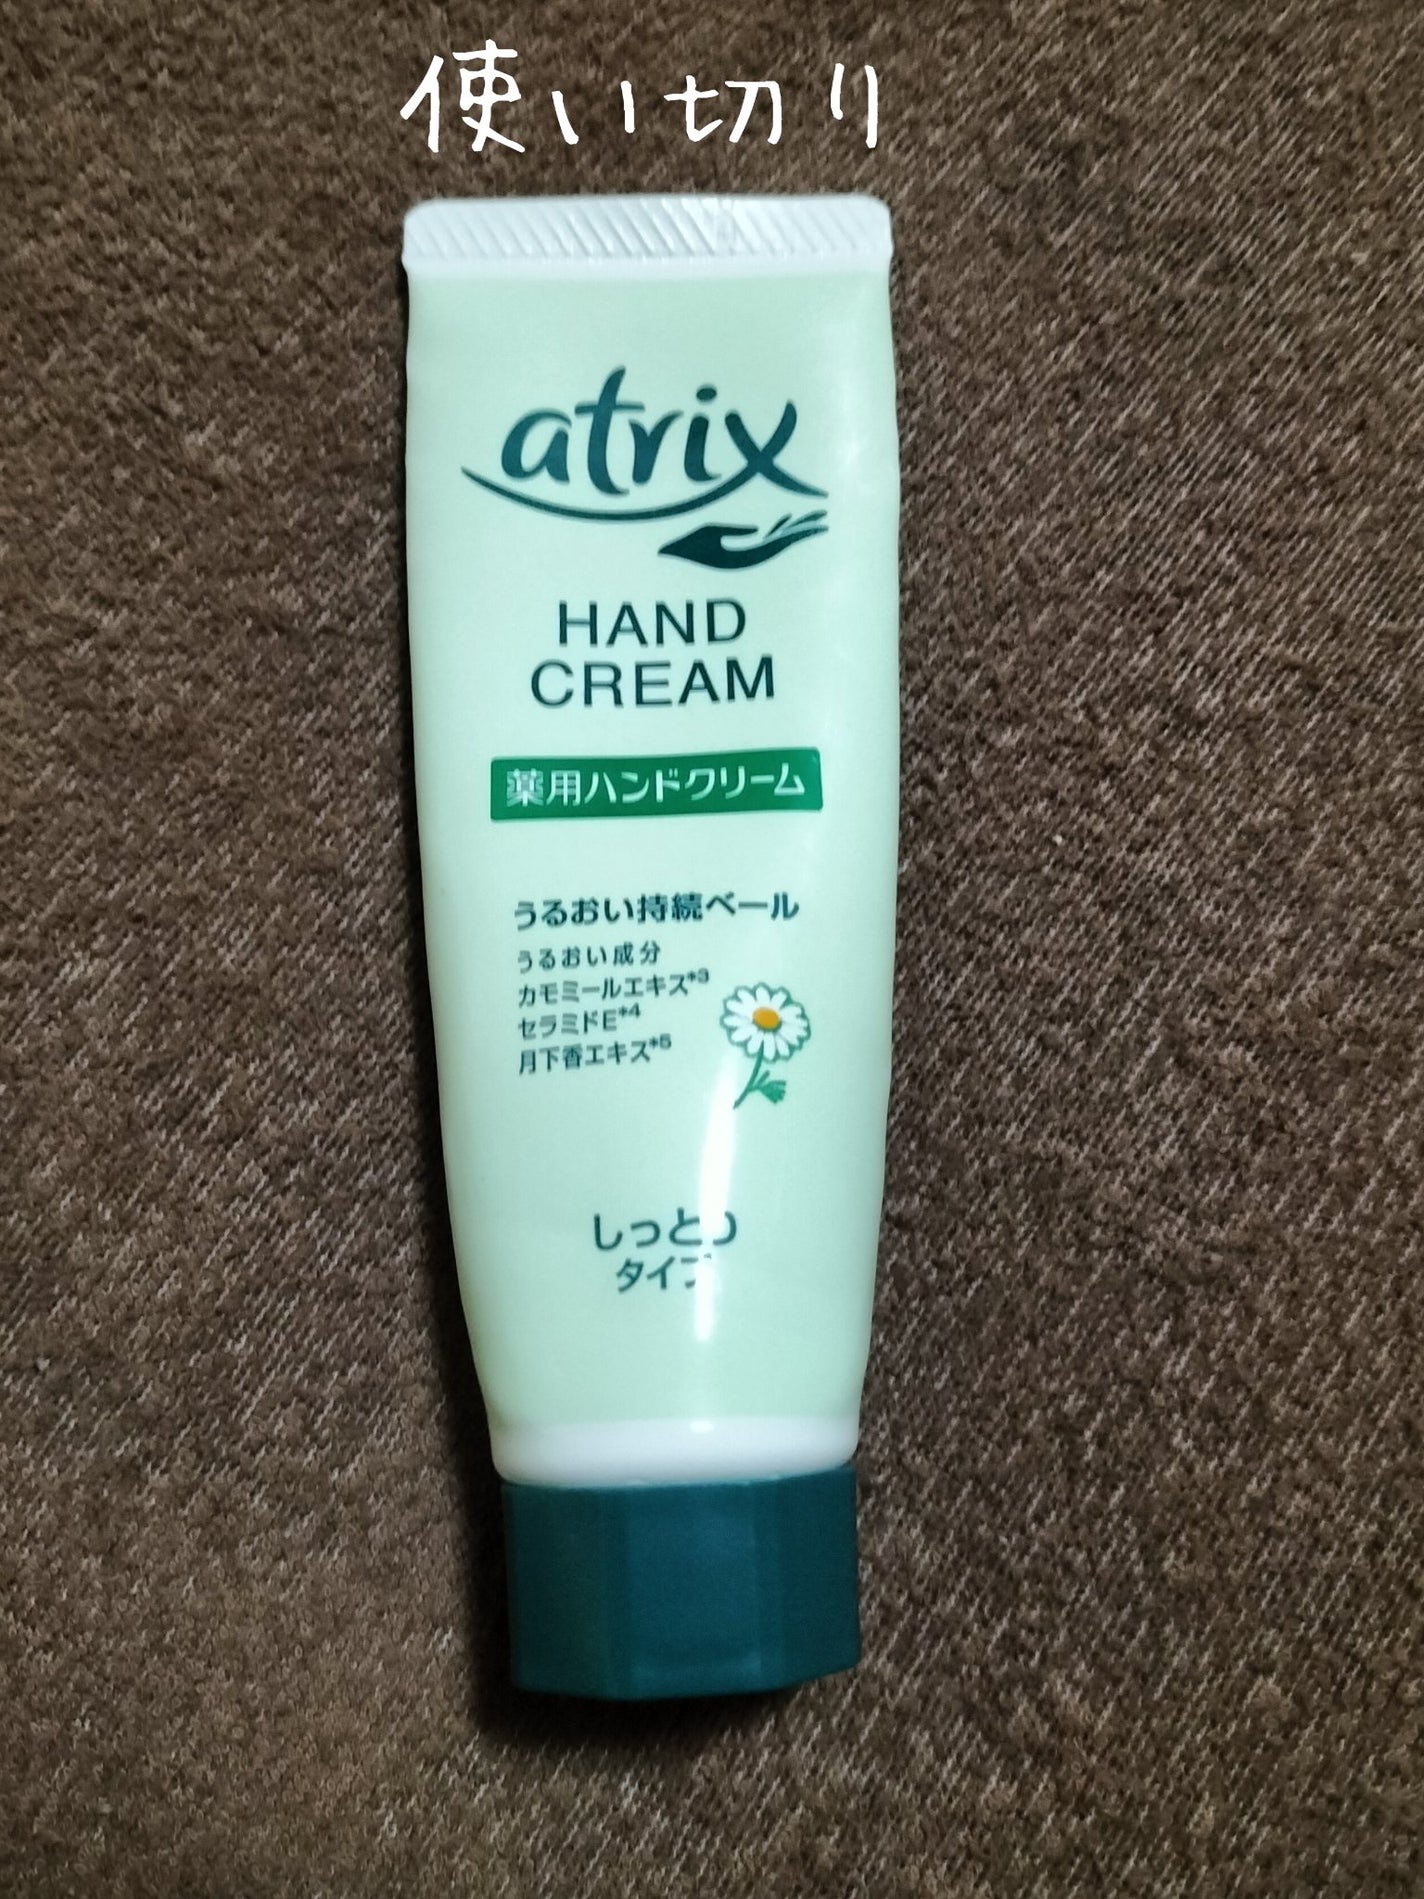 使い切り
atrix
HAND
CREAM
薬用ハンドクリーム
うるおい持続ベール
うるおい成分
カモミールエキス*3
セラミドE*4
月下香エキス*5
しっとり
タイプ